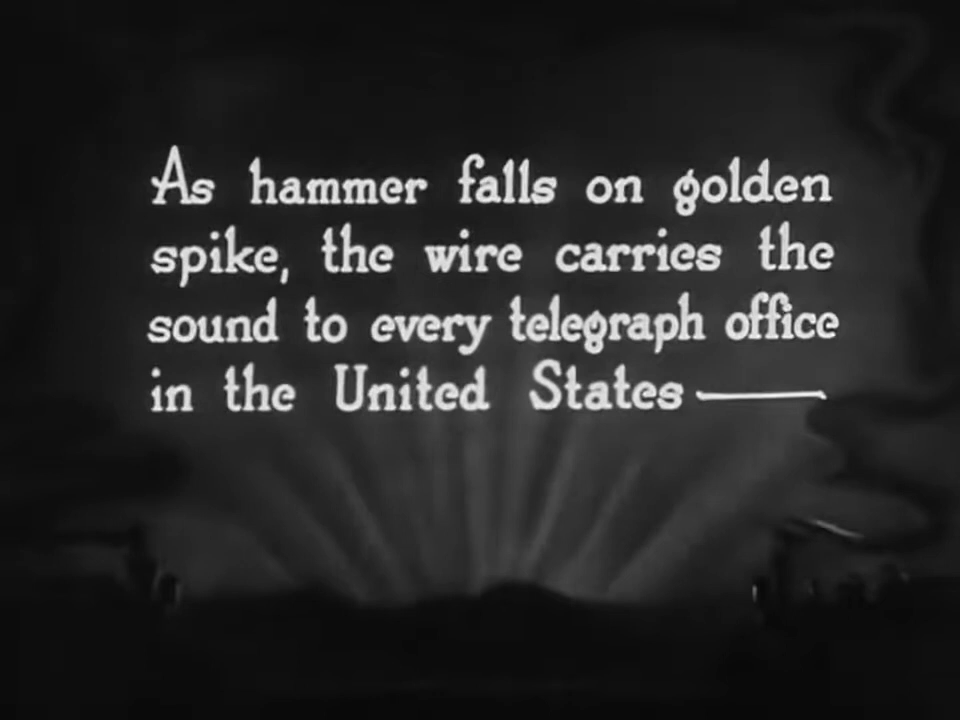 As hammer falls on golden
spike, the wire carries the
sound to every telegraph office
in the United States —